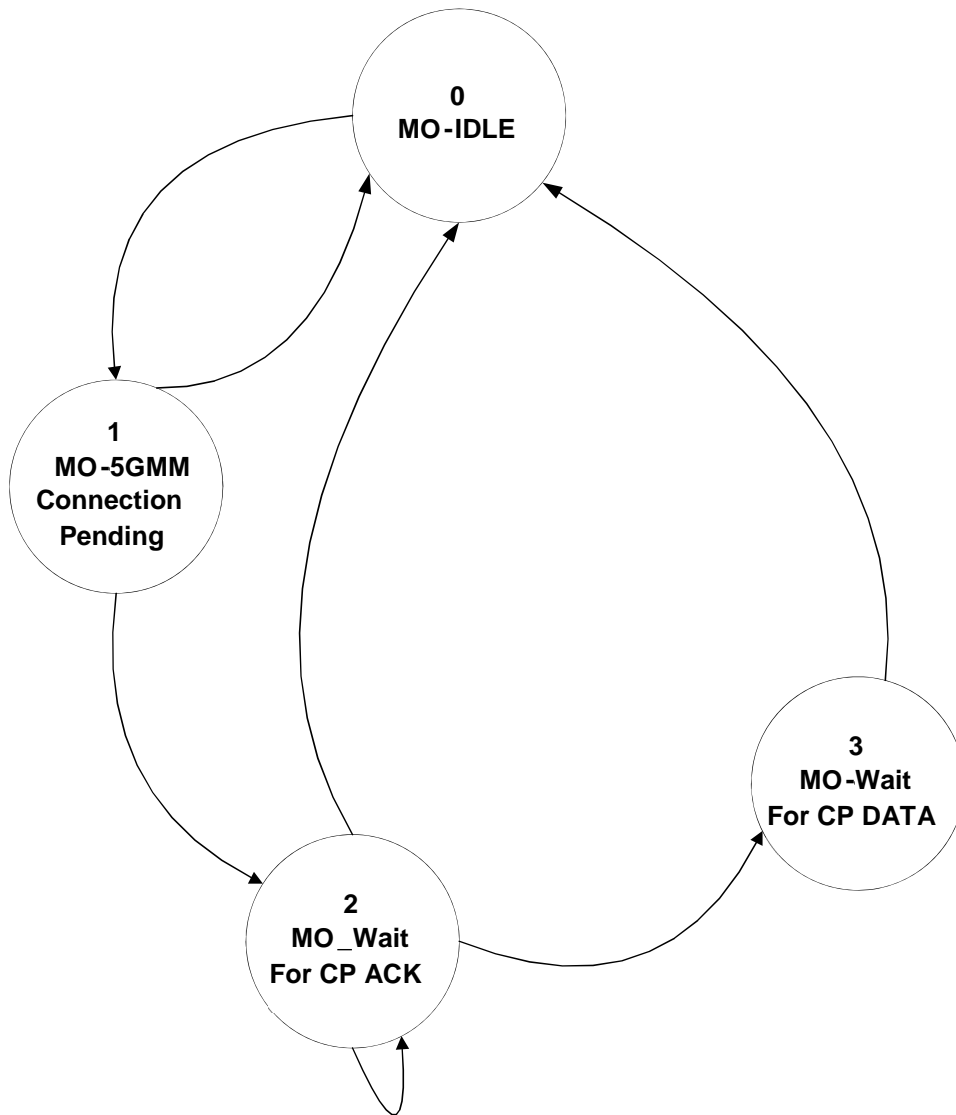 0
MO-IDLE
1
MO-5GMM
Connection
Pending
2
MO_Wait
For CP ACK
3
MO-Wait
For CP DATA